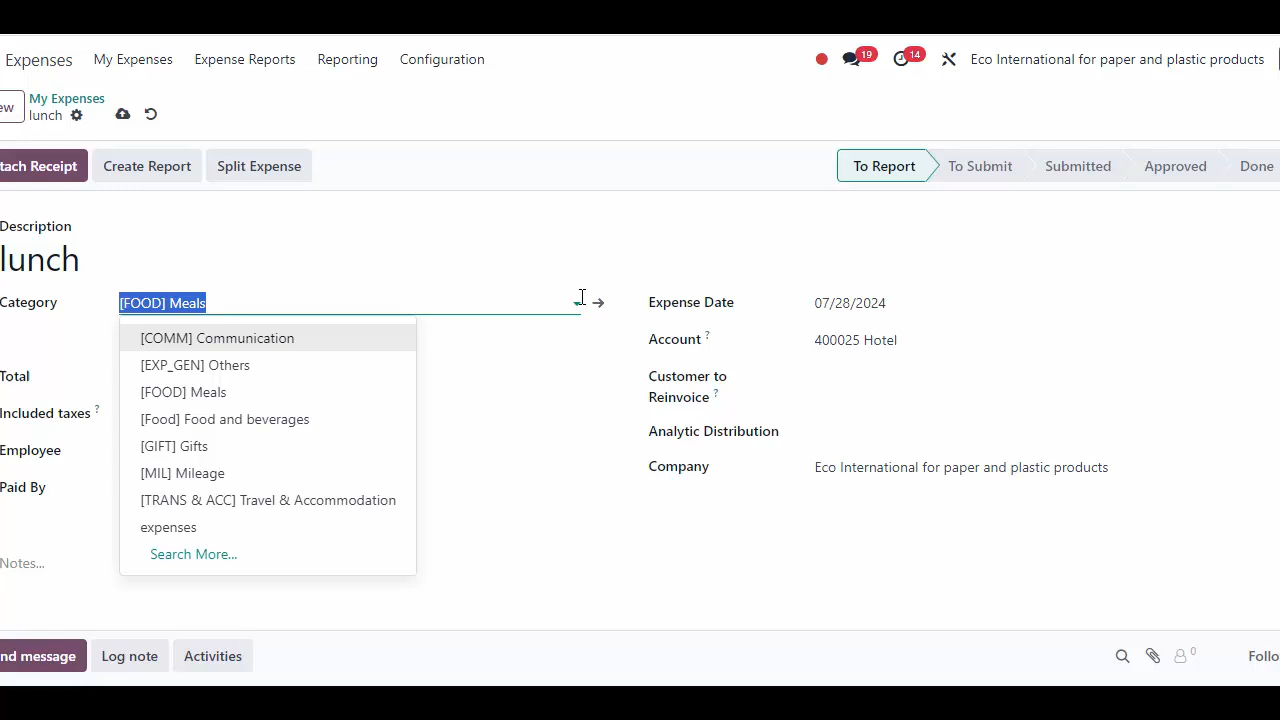 Expenses My Expenses Expense Reports Reporting Configuration 19 14 Eco International for paper and plastic products
ew My Expenses
lunch
tach Receipt Create Report Split Expense To Report To Submit Submitted Approved Done
Description
lunch
Category [FOOD] Meals Expense Date 07/28/2024
[COMM] Communication Account ? 400025 Hotel
[EXP_GEN] Others
Total [FOOD] Meals Customer to
Reinvoice ?
Included taxes ? [Food] Food and beverages
Analytic Distribution
Employee [GIFT] Gifts
Company Eco International for paper and plastic products
[MIL] Mileage
Paid By [TRANS & ACC] Travel & Accommodation
expenses
Search More...
Notes...
nd message Log note Activities 0 Follo